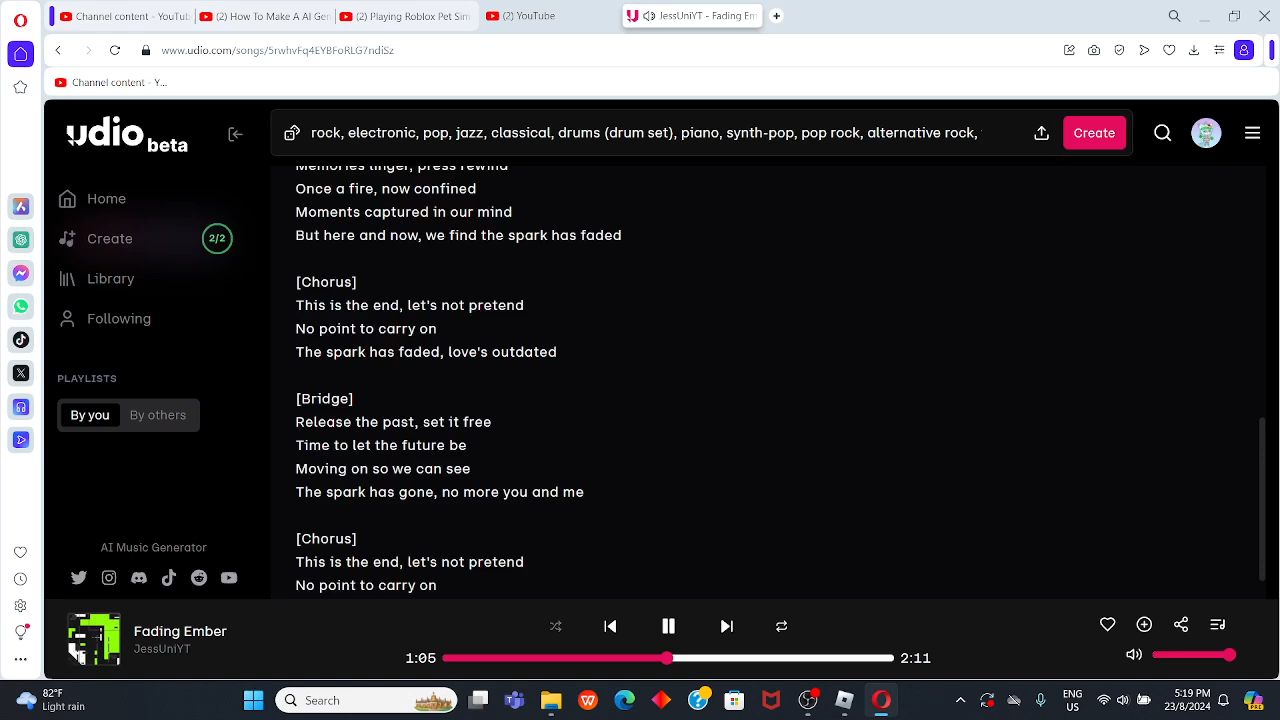 Channel content - YouTub
(2) How To Make A AI Gen
(2) Playing Roblox Pet Sim
(2) YouTube
JessUniYT - Fading Em
www.udio.com/songs/5rwhvFq4EYBFoRLG7ndiSz
Channel content - Y...
udio beta
rock, electronic, pop, jazz, classical, drums (drum set), piano, synth-pop, pop rock, alternative rock,
Create
Home
Create
2/2
Library
Following
PLAYLISTS
By you
By others
AI Music Generator
Memories linger, press rewind
Once a fire, now confined
Moments captured in our mind
But here and now, we find the spark has faded
[Chorus]
This is the end, let's not pretend
No point to carry on
The spark has faded, love's outdated
[Bridge]
Release the past, set it free
Time to let the future be
Moving on so we can see
The spark has gone, no more you and me
[Chorus]
This is the end, let's not pretend
No point to carry on
Fading Ember
JessUniYT
1:05
2:11
82°F
Light rain
Search
ENG
US
5:19 PM
23/8/2024